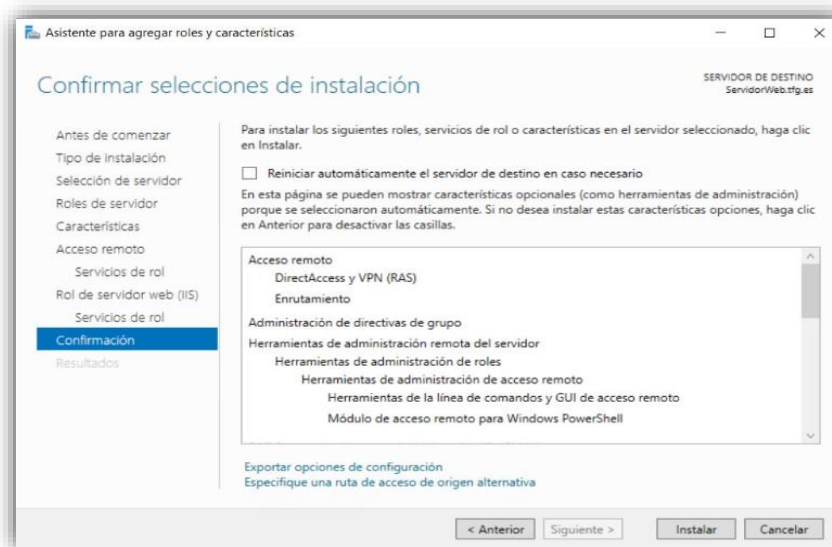 Asistente para agregar roles y características
Confirmar selecciones de instalación
SERVIDOR DE DESTINO
ServidorWeb.tfg.es
Antes de comenzar
Tipo de instalación
Selección de servidor
Roles de servidor
Características
Acceso remoto
Servicios de rol
Rol de servidor web (IIS)
Servicios de rol
Confirmación
Resultados
Para instalar los siguientes roles, servicios de rol o características en el servidor seleccionado, haga clic
en Instalar.
Reiniciar automáticamente el servidor de destino en caso necesario
En esta página se pueden mostrar características opcionales (como herramientas de administración)
porque se seleccionaron automáticamente. Si no desea instalar estas características opciones, haga clic
en Anterior para desactivar las casillas.
Acceso remoto
DirectAccess y VPN (RAS)
Enrutamiento
Administración de directivas de grupo
Herramientas de administración remota del servidor
Herramientas de administración de roles
Herramientas de administración de acceso remoto
Herramientas de la línea de comandos y GUI de acceso remoto
Módulo de acceso remoto para Windows PowerShell
Exportar opciones de configuración
Especifique una ruta de acceso de origen alternativa
< Anterior
Siguiente >
Instalar
Cancelar